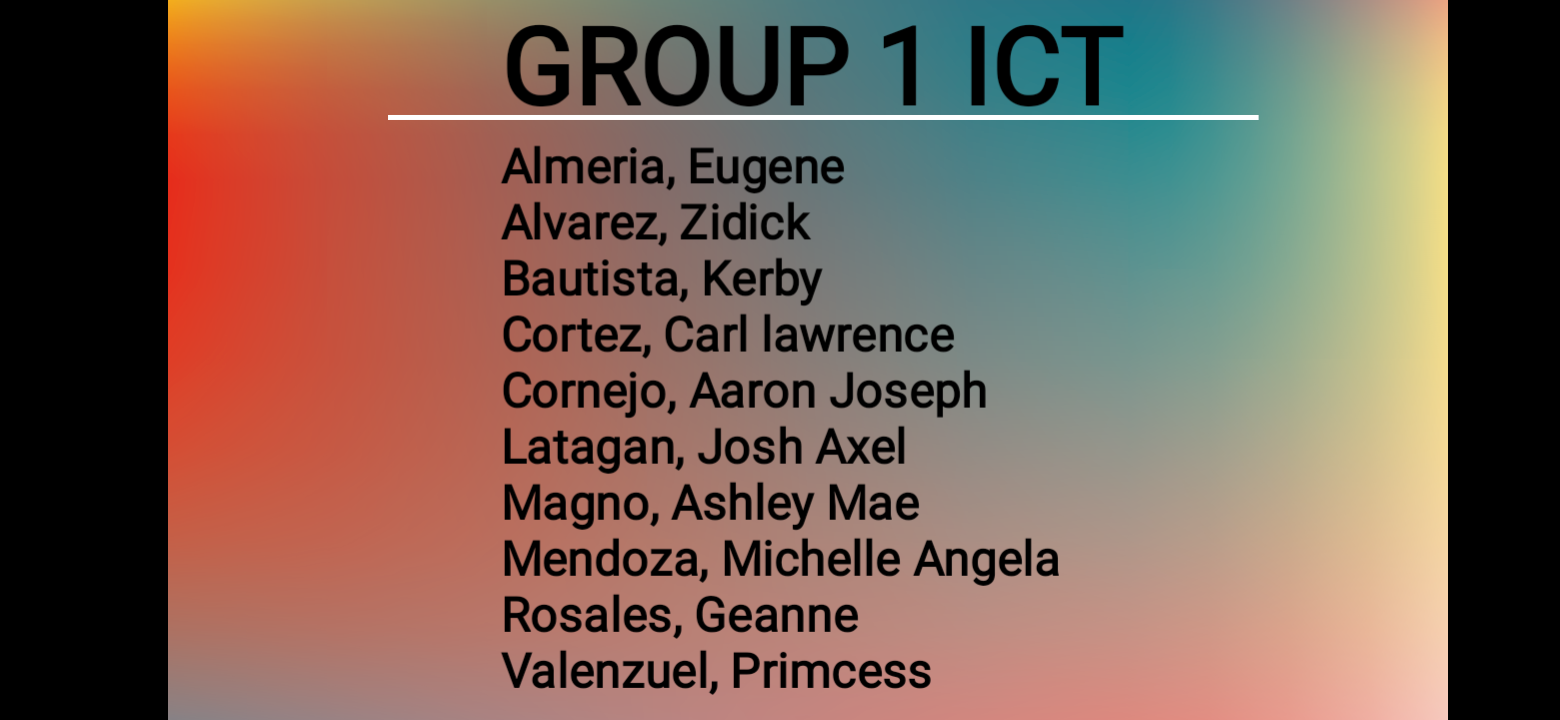 GROUP 1 ICT
Almeria, Eugene
Alvarez, Zidick
Bautista, Kerby
Cortez, Carl lawrence
Cornejo, Aaron Joseph
Latagan, Josh Axel
Magno, Ashley Mae
Mendoza, Michelle Angela
Rosales, Geanne
Valenzuel, Primcess